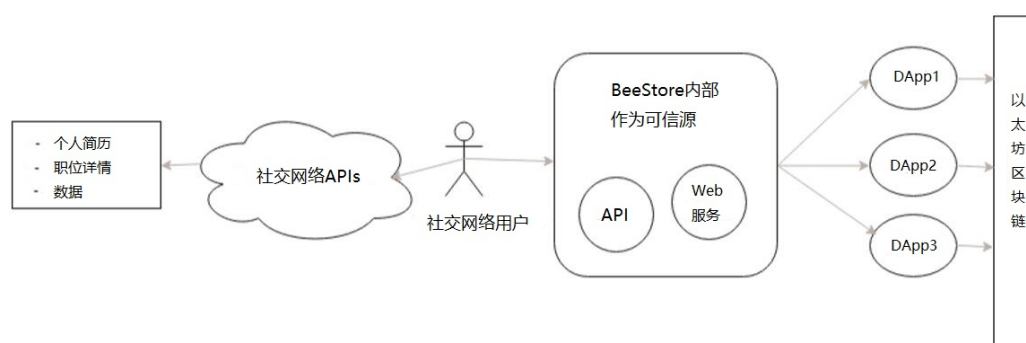 - 个人简历
- 职位详情
- 数据
社交网络APIs
社交网络用户
BeeStore内部
作为可信源
API
Web
服务
DApp1
DApp2
DApp3
以
太
坊
区
块
链